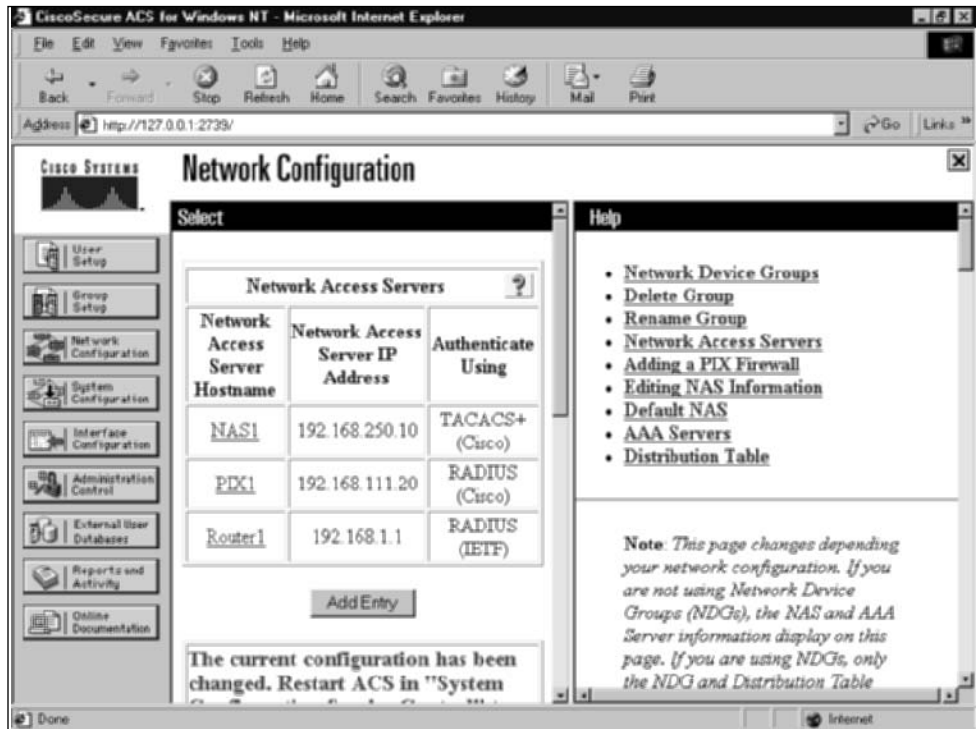 CiscoSecure ACS for Windows NT - Microsoft Internet Explorer
File Edit View Favorites Tools Help
Back Forward Stop Refresh Home Search Favorites History Mail Print
Address http://127.0.0.1:2739/ Go Links »
CISCO SYSTEMS
Network Configuration
User
Setup
Group
Setup
Network
Configuration
System
Configuration
Interface
Configuration
Administration
Control
External User
Databases
Reports and
Activity
Online
Documentation
Select
Network Access Servers ?
Network
Access
Server
Hostname
Network Access
Server IP
Address
Authenticate
Using
NAS1 192.168.250.10 TACACS+
(Cisco)
PIX1 192.168.111.20 RADIUS
(Cisco)
Router1 192.168.1.1 RADIUS
(IETF)
Add Entry
The current configuration has been
changed. Restart ACS in "System
Help
Network Device Groups
Delete Group
Rename Group
Network Access Servers
Adding a PIX Firewall
Editing NAS Information
Default NAS
AAA Servers
Distribution Table
Note: This page changes depending
your network configuration. If you
are not using Network Device
Groups (NDGs), the NAS and AAA
Server information display on this
page. If you are using NDGs, only
the NDG and Distribution Table
Done Internet